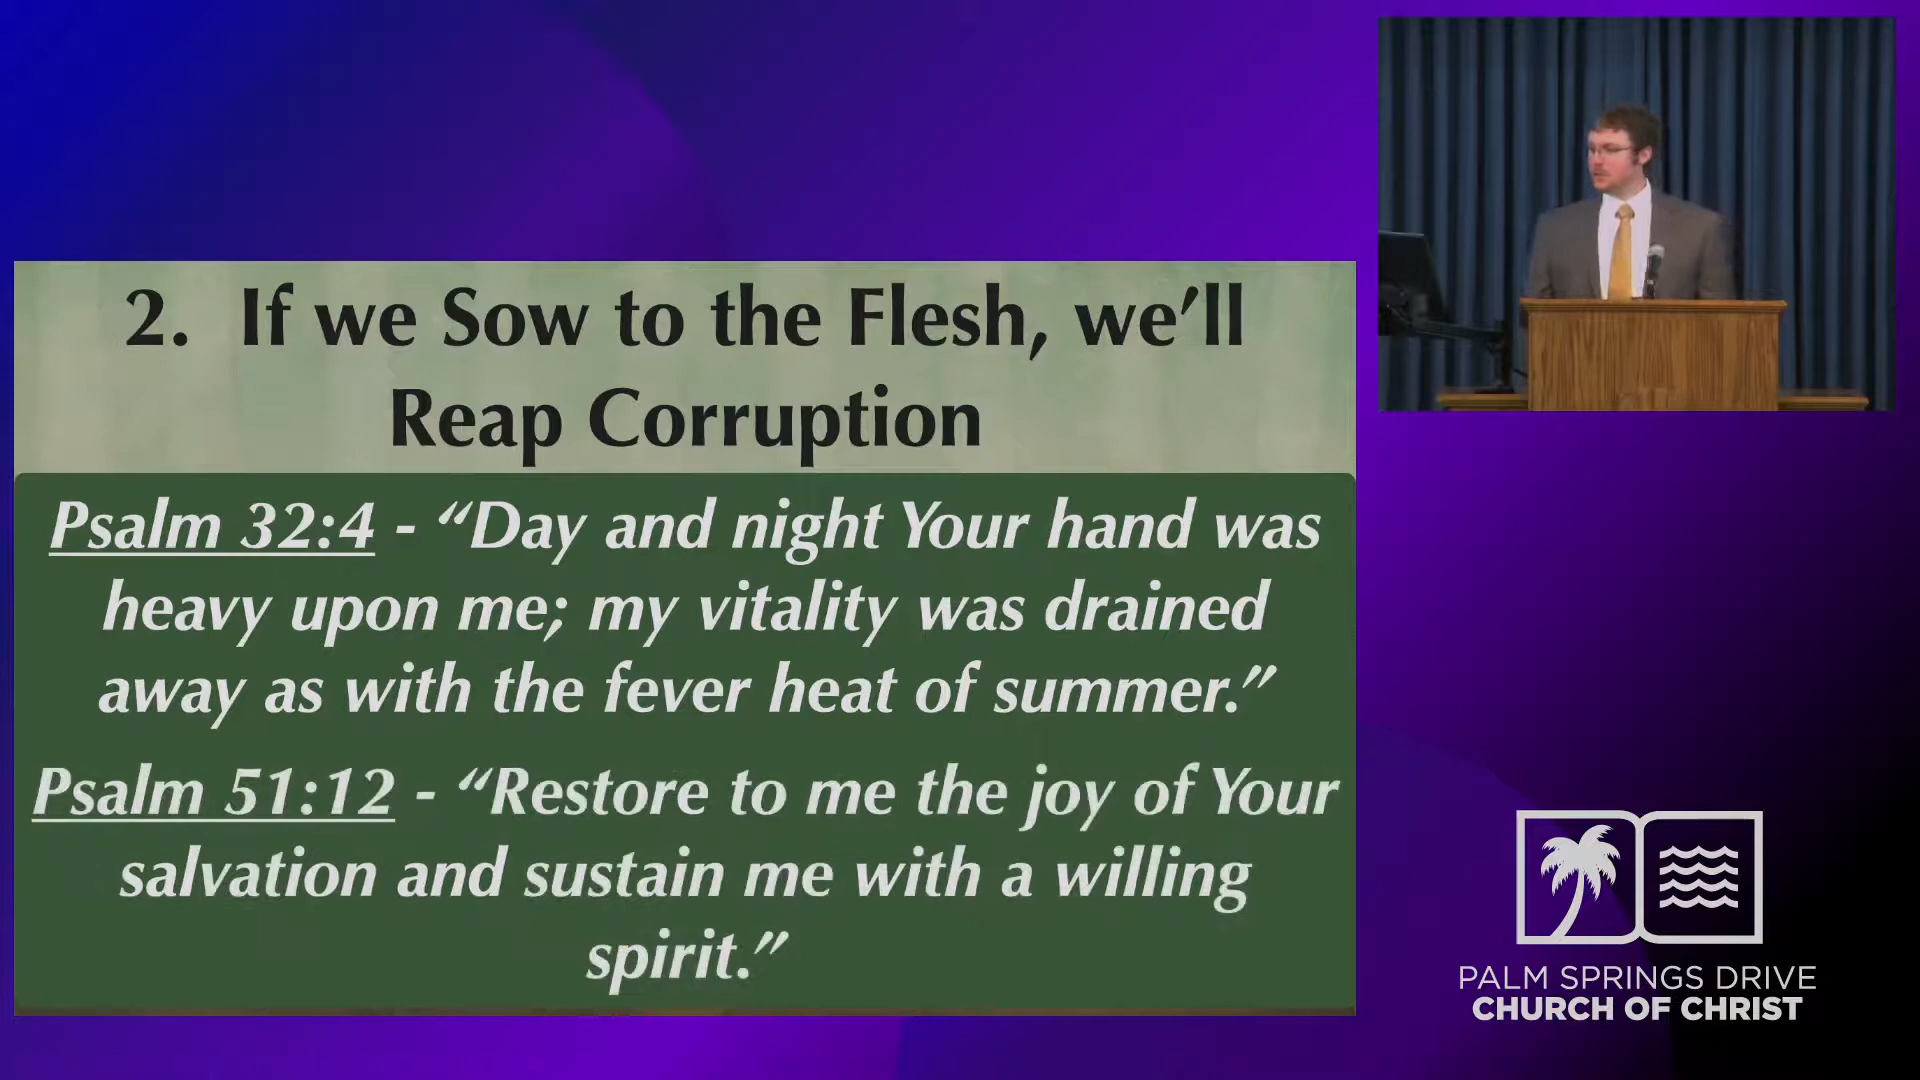 2. If we Sow to the Flesh, we’ll
Reap Corruption
Psalm 32:4 - “Day and night Your hand was
heavy upon me; my vitality was drained
away as with the fever heat of summer.”
Psalm 51:12 - “Restore to me the joy of Your
salvation and sustain me with a willing
spirit.”
PALM SPRINGS DRIVE
CHURCH OF CHRIST